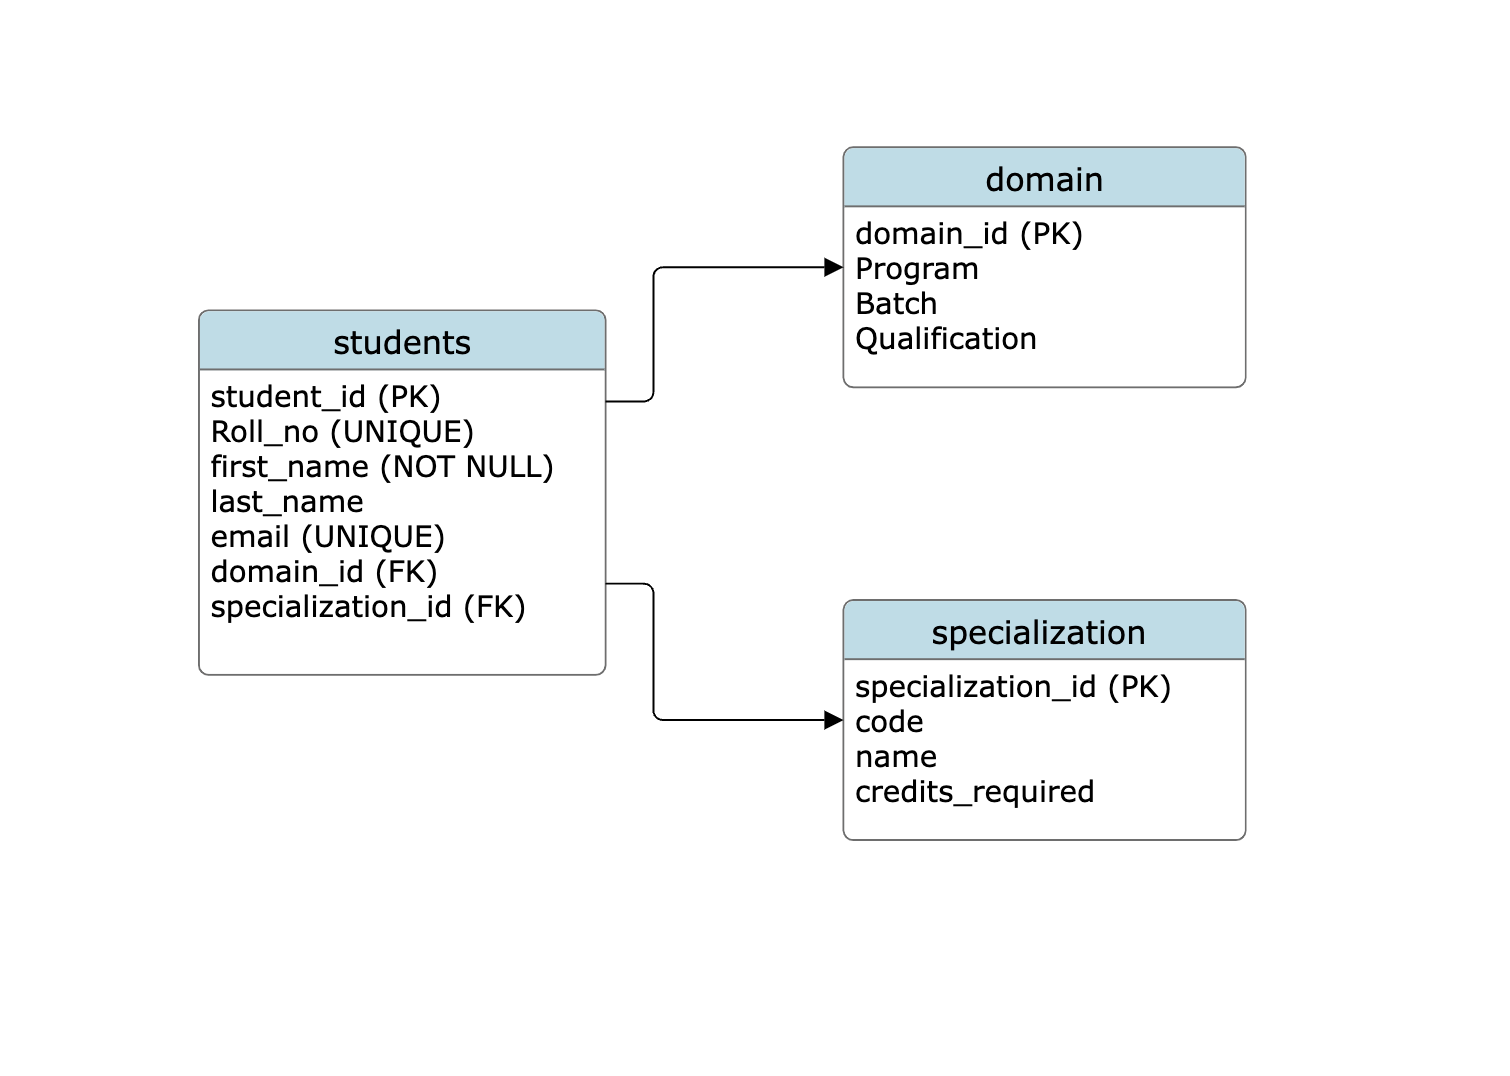 students
student_id (PK)
Roll_no (UNIQUE)
first_name (NOT NULL)
last_name
email (UNIQUE)
domain_id (FK)
specialization_id (FK)
domain
domain_id (PK)
Program
Batch
Qualification
specialization
specialization_id (PK)
code
name
credits_required